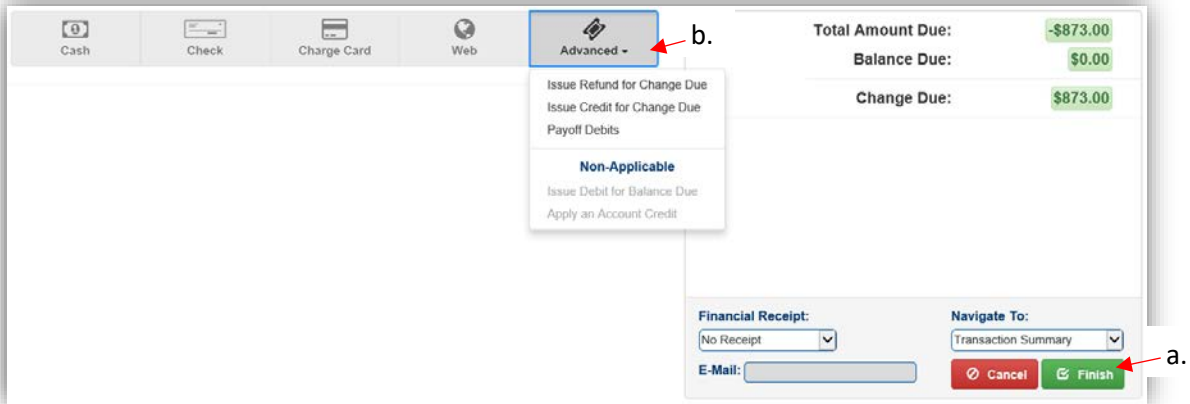 Cash
Check
Charge Card
Web
Advanced
b.
Issue Refund for Change Due
Issue Credit for Change Due
Payoff Debits
Non-Applicable
Issue Debit for Balance Due
Apply an Account Credit
Total Amount Due: -$873.00
Balance Due: $0.00
Change Due: $873.00
Financial Receipt:
No Receipt
E-Mail:
Navigate To:
Transaction Summary
Cancel
Finish
a.